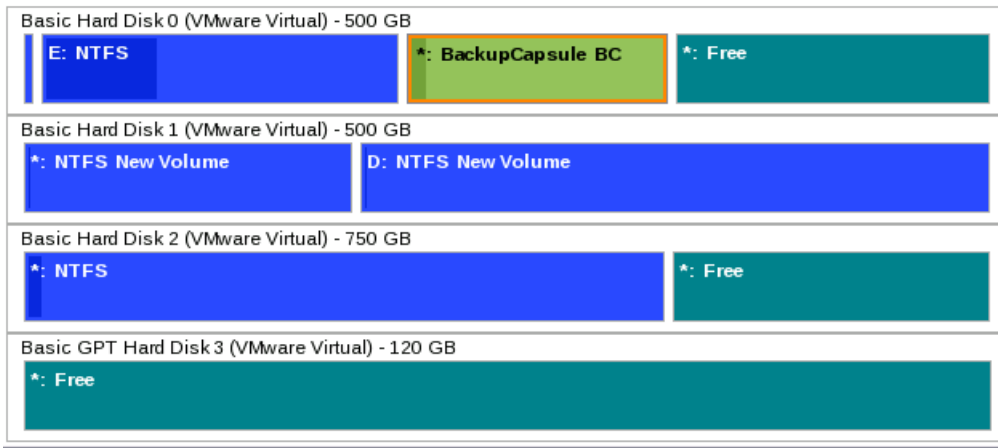 Basic Hard Disk 0 (VMware Virtual) - 500 GB
E: NTFS *: BackupCapsule BC *: Free
Basic Hard Disk 1 (VMware Virtual) - 500 GB
*: NTFS New Volume D: NTFS New Volume
Basic Hard Disk 2 (VMware Virtual) - 750 GB
*: NTFS *: Free
Basic GPT Hard Disk 3 (VMware Virtual) - 120 GB
*: Free